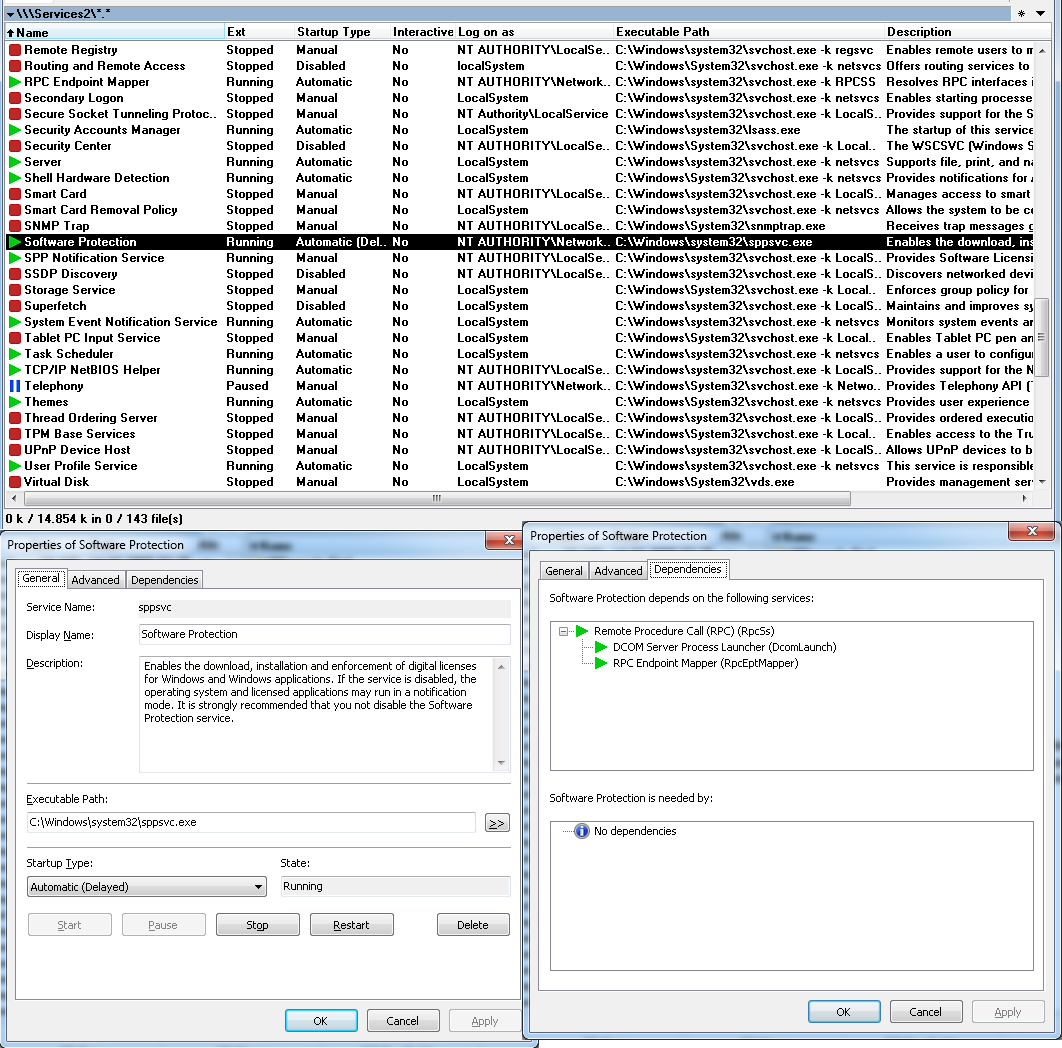 \\\Services2\*.*
* 
Name Ext Startup Type Interactive Log on as Executable Path Description
Remote Registry Stopped Manual No NT AUTHORITY\LocalSe.. C:\Windows\system32\svchost.exe -k regsvc Enables remote users to m
Routing and Remote Access Stopped Disabled No localSystem C:\Windows\System32\svchost.exe -k netsvcs Offers routing services to
RPC Endpoint Mapper Running Automatic No NT AUTHORITY\Network.. C:\Windows\system32\svchost.exe -k RPCSS Resolves RPC interfaces i
Secondary Logon Stopped Manual No LocalSystem C:\Windows\system32\svchost.exe -k netsvcs Enables starting processe
Secure Socket Tunneling Protoc.. Stopped Manual No NT Authority\LocalService C:\Windows\system32\svchost.exe -k LocalS.. Provides support for the S
Security Accounts Manager Running Automatic No LocalSystem C:\Windows\system32\lsass.exe The startup of this service
Security Center Stopped Disabled No NT AUTHORITY\LocalSe.. C:\Windows\System32\svchost.exe -k Local.. The WSCSVC (Windows S
Server Running Automatic No LocalSystem C:\Windows\system32\svchost.exe -k netsvcs Supports file, print, and na
Shell Hardware Detection Running Automatic No LocalSystem C:\Windows\System32\svchost.exe -k netsvcs Provides notifications for A
Smart Card Stopped Manual No NT AUTHORITY\LocalSe.. C:\Windows\system32\svchost.exe -k LocalS.. Manages access to smart
Smart Card Removal Policy Stopped Manual No LocalSystem C:\Windows\system32\svchost.exe -k netsvcs Allows the system to be co
SNMP Trap Stopped Manual No NT AUTHORITY\LocalSe.. C:\Windows\System32\snmptrap.exe Receives trap messages g
Software Protection Running Automatic (Del.. No NT AUTHORITY\Network.. C:\Windows\system32\sppsvc.exe Enables the download, ins
SPP Notification Service Running Manual No NT AUTHORITY\LocalSe.. C:\Windows\system32\svchost.exe -k LocalS.. Provides Software Licensi
SSDP Discovery Stopped Disabled No NT AUTHORITY\LocalSe.. C:\Windows\system32\svchost.exe -k LocalS.. Discovers networked devi
Storage Service Stopped Manual No LocalSystem C:\Windows\System32\svchost.exe -k Local.. Enforces group policy for
Superfetch Stopped Disabled No LocalSystem C:\Windows\system32\svchost.exe -k LocalS.. Maintains and improves sy
System Event Notification Service Running Automatic No LocalSystem C:\Windows\system32\svchost.exe -k netsvcs Monitors system events an
Tablet PC Input Service Stopped Manual No LocalSystem C:\Windows\System32\svchost.exe -k Local.. Enables Tablet PC pen an
Task Scheduler Running Automatic No LocalSystem C:\Windows\system32\svchost.exe -k netsvcs Enables a user to configur
TCP/IP NetBIOS Helper Running Automatic No NT AUTHORITY\LocalSe.. C:\Windows\system32\svchost.exe -k LocalS.. Provides support for the N
Telephony Paused Manual No NT AUTHORITY\Network.. C:\Windows\System32\svchost.exe -k Netwo.. Provides Telephony API (T
Themes Running Automatic No LocalSystem C:\Windows\System32\svchost.exe -k netsvcs Provides user experience
Thread Ordering Server Stopped Manual No NT AUTHORITY\LocalSe.. C:\Windows\system32\svchost.exe -k LocalS.. Provides ordered executio
TPM Base Services Stopped Manual No NT AUTHORITY\LocalSe.. C:\Windows\System32\svchost.exe -k Local.. Enables access to the Tru
UPnP Device Host Stopped Manual No NT AUTHORITY\LocalSe.. C:\Windows\system32\svchost.exe -k LocalS.. Allows UPnP devices to b
User Profile Service Running Automatic No LocalSystem C:\Windows\system32\svchost.exe -k netsvcs This service is responsible
Virtual Disk Stopped Manual No LocalSystem C:\Windows\System32\vds.exe Provides management ser
0 k / 14.854 k in 0 / 143 file(s)
Properties of Software Protection
General Advanced Dependencies
Service Name: sppsvc
Display Name: Software Protection
Description: Enables the download, installation and enforcement of digital licenses
for Windows and Windows applications. If the service is disabled, the
operating system and licensed applications may run in a notification
mode. It is strongly recommended that you not disable the Software
Protection service.
Executable Path:
C:\Windows\system32\sppsvc.exe >>
Startup Type: State:
Automatic (Delayed) Running
Start Pause Stop Restart Delete
OK Cancel Apply
Properties of Software Protection
General Advanced Dependencies
Software Protection depends on the following services:
Remote Procedure Call (RPC) (RpcSs)
DCOM Server Process Launcher (DcomLaunch)
RPC Endpoint Mapper (RpcEptMapper)
Software Protection is needed by:
No dependencies
OK Cancel Apply